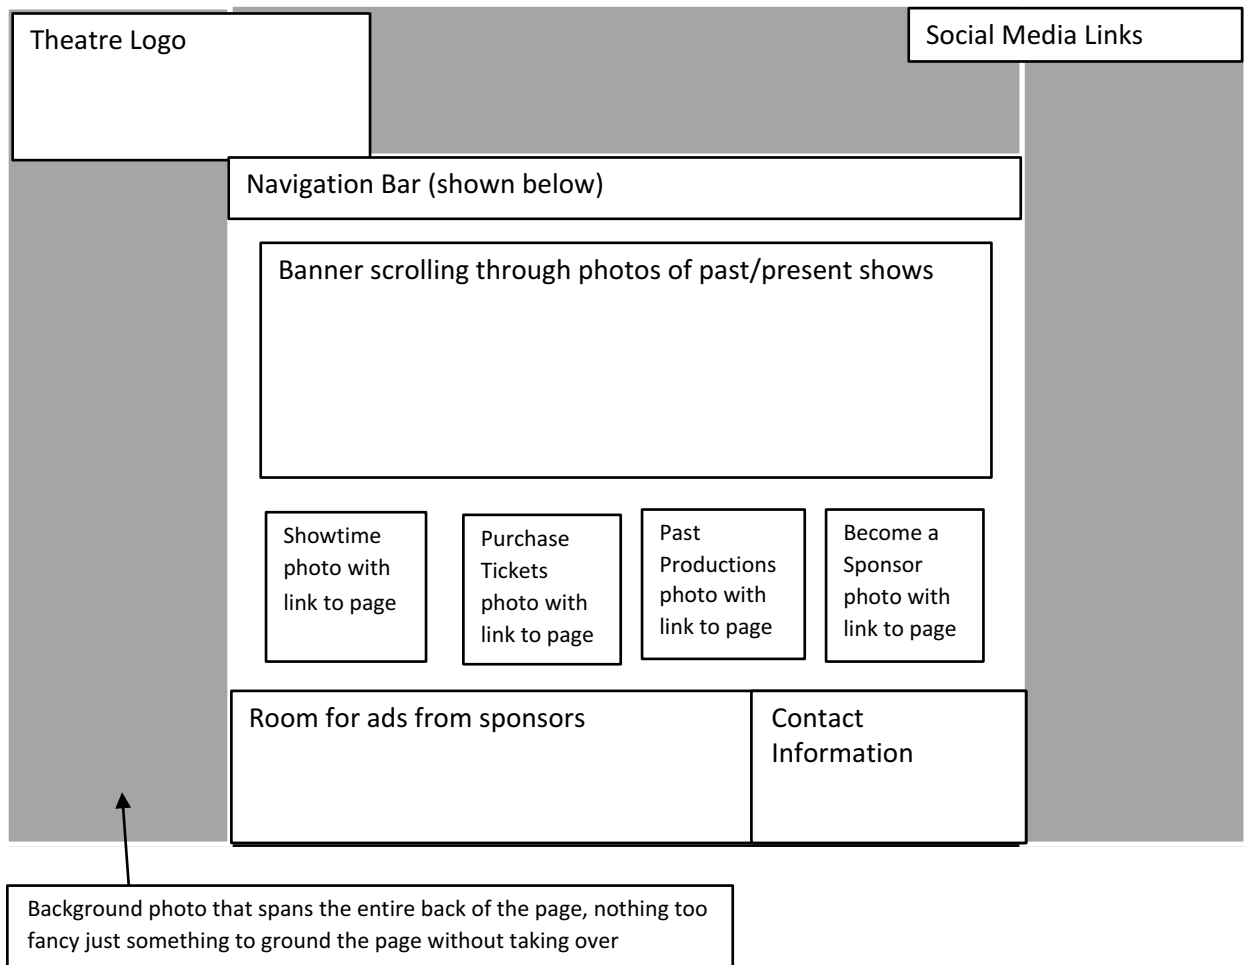 Theatre Logo
Social Media Links
Navigation Bar (shown below)
Banner scrolling through photos of past/present shows
Showtime
photo with
link to page
Purchase
Tickets
photo with
link to page
Past
Productions
photo with
link to page
Become a
Sponsor
photo with
link to page
Room for ads from sponsors
Contact
Information
Background photo that spans the entire back of the page, nothing too
fancy just something to ground the page without taking over